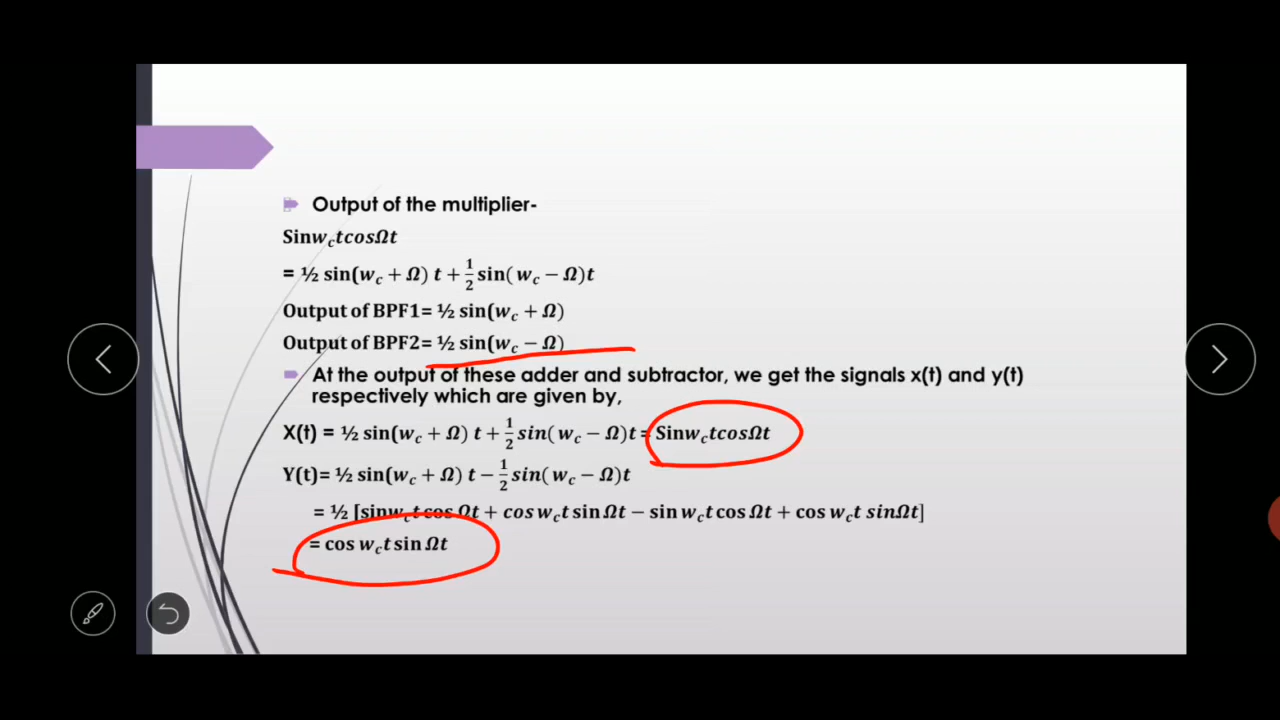 Output of the multiplier-
Sinw_ctcosΩt
= ½ sin(w_c + Ω) t + 1/2 sin( w_c − Ω)t
Output of BPF1= ½ sin(w_c + Ω)
Output of BPF2= ½ sin(w_c − Ω)
At the output of these adder and subtractor, we get the signals x(t) and y(t)
respectively which are given by,
X(t) = ½ sin(w_c + Ω) t + 1/2 sin( w_c − Ω)t = Sinw_ctcosΩt
Y(t)= ½ sin(w_c + Ω) t − 1/2 sin( w_c − Ω)t
= ½ [sinw_ct cos Ωt + cos w_ct sin Ωt − sin w_ct cos Ωt + cos w_ct sinΩt]
= cos w_ct sin Ωt